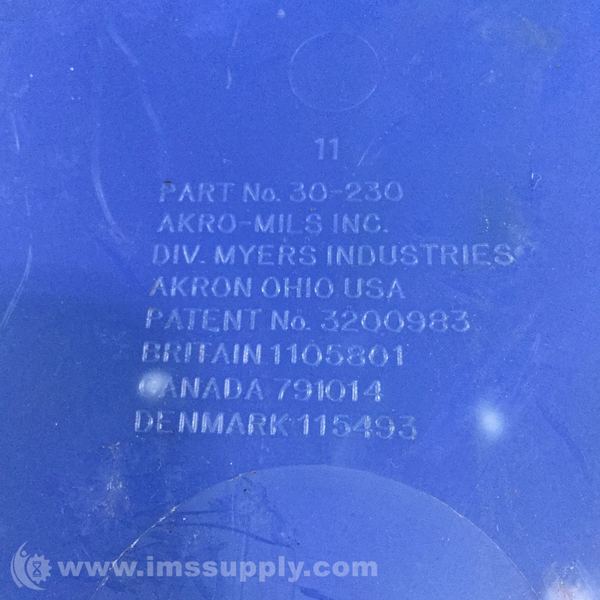 11
PART No. 30-230
AKRO-MILS INC.
DIV. MYERS INDUSTRIES
AKRON OHIO USA
PATENT No. 3200983
BRITAIN 1105801
CANADA 791014
DENMARK 115493
www.imssupply.com